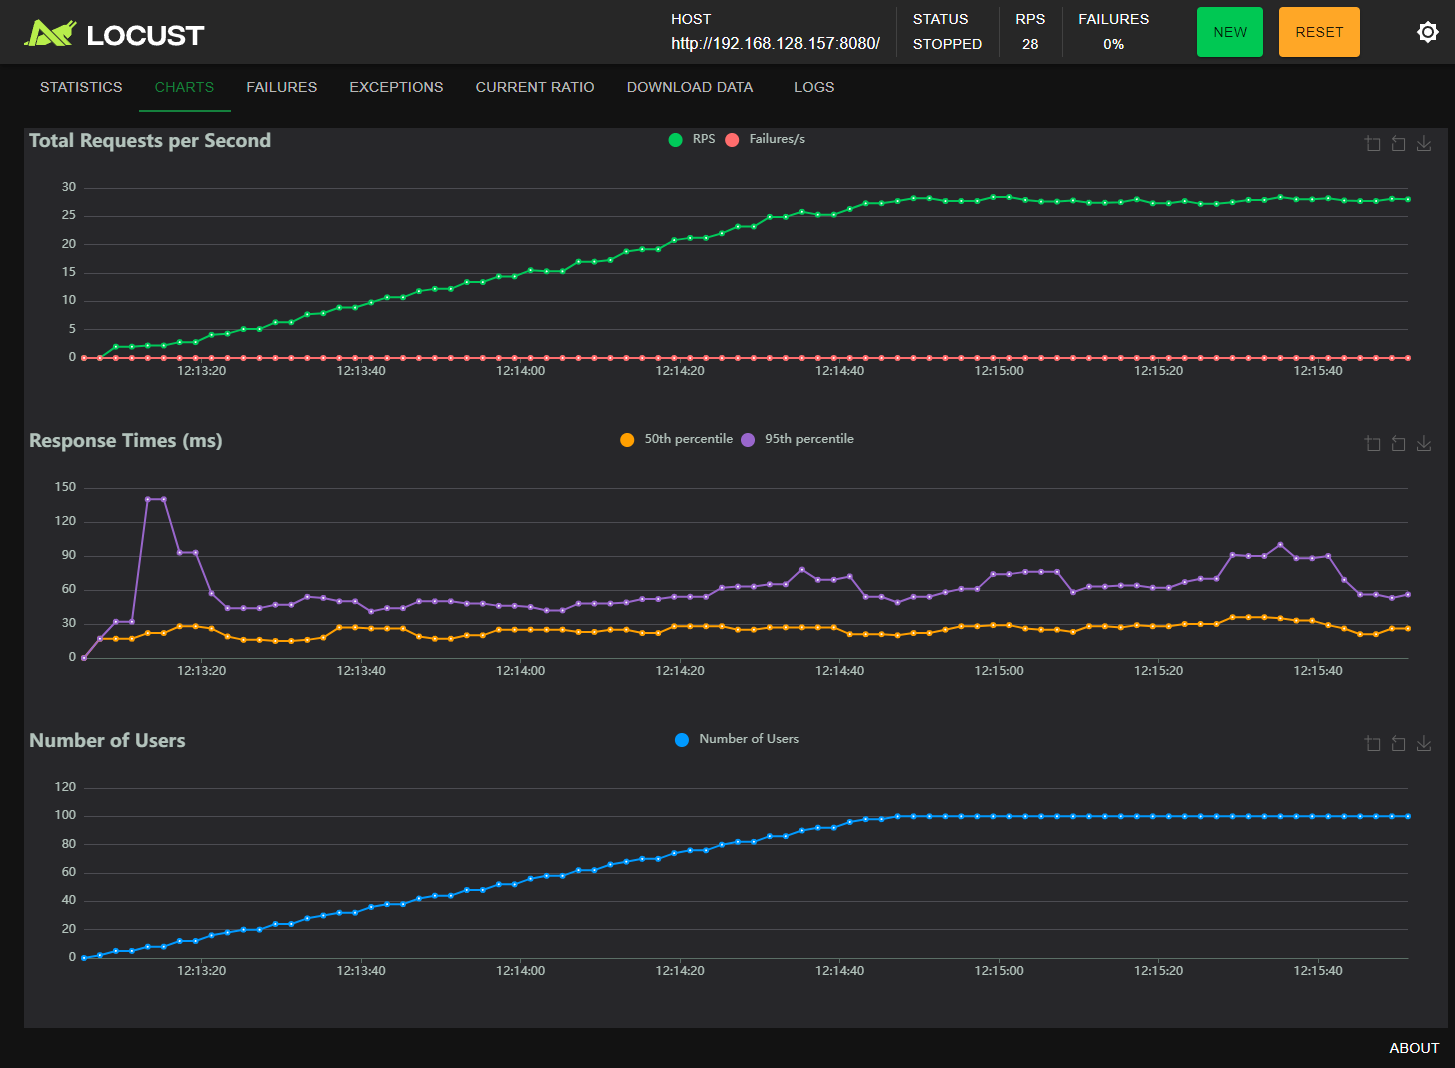 LOCUST
HOST
http://192.168.128.157:8080/
STATUS
STOPPED
RPS
28
FAILURES
0%
NEW
RESET
STATISTICS CHARTS FAILURES EXCEPTIONS CURRENT RATIO DOWNLOAD DATA LOGS
Total Requests per Second
RPS Failures/s
30
25
20
15
10
5
0
12:13:20 12:13:40 12:14:00 12:14:20 12:14:40 12:15:00 12:15:20 12:15:40
Response Times (ms)
50th percentile 95th percentile
150
120
90
60
30
0
12:13:20 12:13:40 12:14:00 12:14:20 12:14:40 12:15:00 12:15:20 12:15:40
Number of Users
Number of Users
120
100
80
60
40
20
0
12:13:20 12:13:40 12:14:00 12:14:20 12:14:40 12:15:00 12:15:20 12:15:40
ABOUT